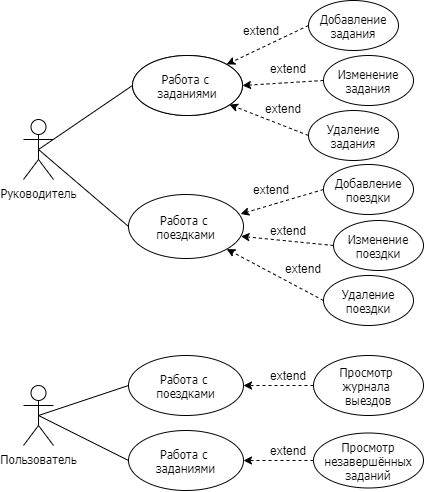 Добавление
задания
extend
Работа с
заданиями
extend
Изменение
задания
extend
Удаление
задания
Руководитель
Добавление
поездки
extend
Работа с
поездками
extend
Изменение
поездки
extend
Удаление
поездки
Работа с
поездками
extend
Просмотр
журнала
выездов
Пользователь
Работа с
заданиями
extend
Просмотр
незавершённых
заданий